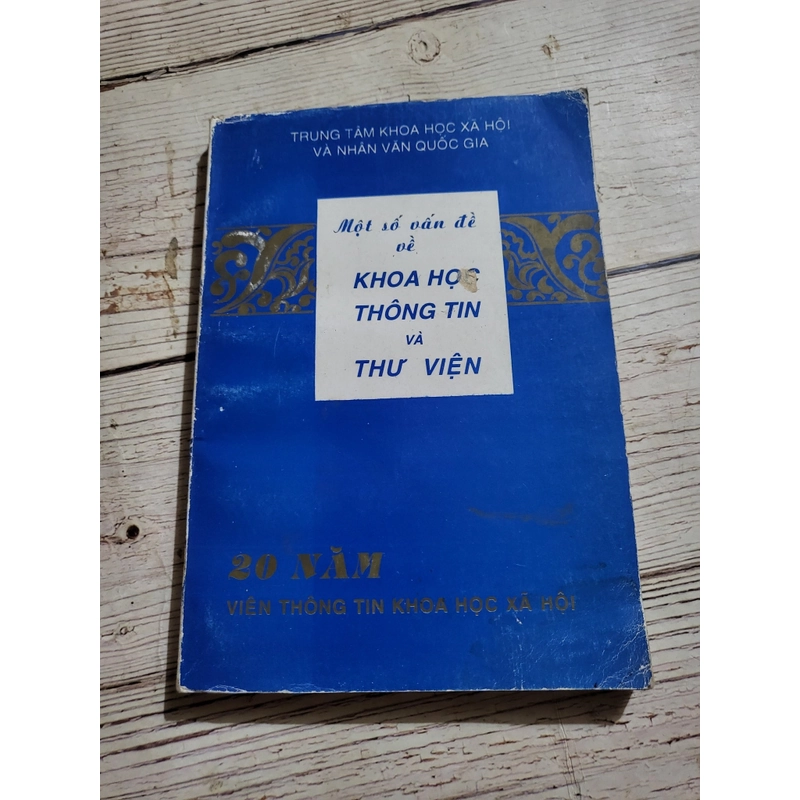 TRUNG TÂM KHOA HỌC XÃ HỘI
VÀ NHÂN VĂN QUỐC GIA
Một số vấn đề
về
KHOA HỌC
THÔNG TIN
VÀ
THƯ VIỆN
20 NĂM
VIỆN THÔNG TIN KHOA HỌC XÃ HỘI